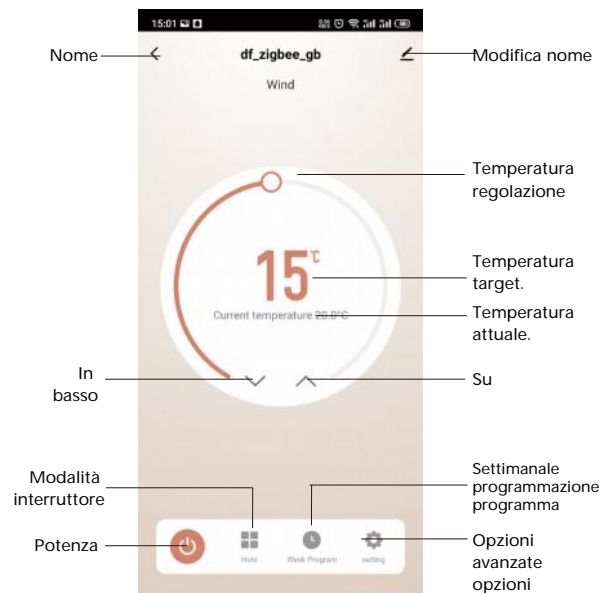 15:01
Nome
df_zigbee_gb
Modifica nome
Wind
Temperatura
regolazione
15°C
Temperatura
target.
Current temperature 20.0°C
Temperatura
attuale.
In
basso
Su
Modalità
interruttore
Settimanale
programmazione
programma
Potenza
Hold
Week Program
setting
Opzioni
avanzate
opzioni